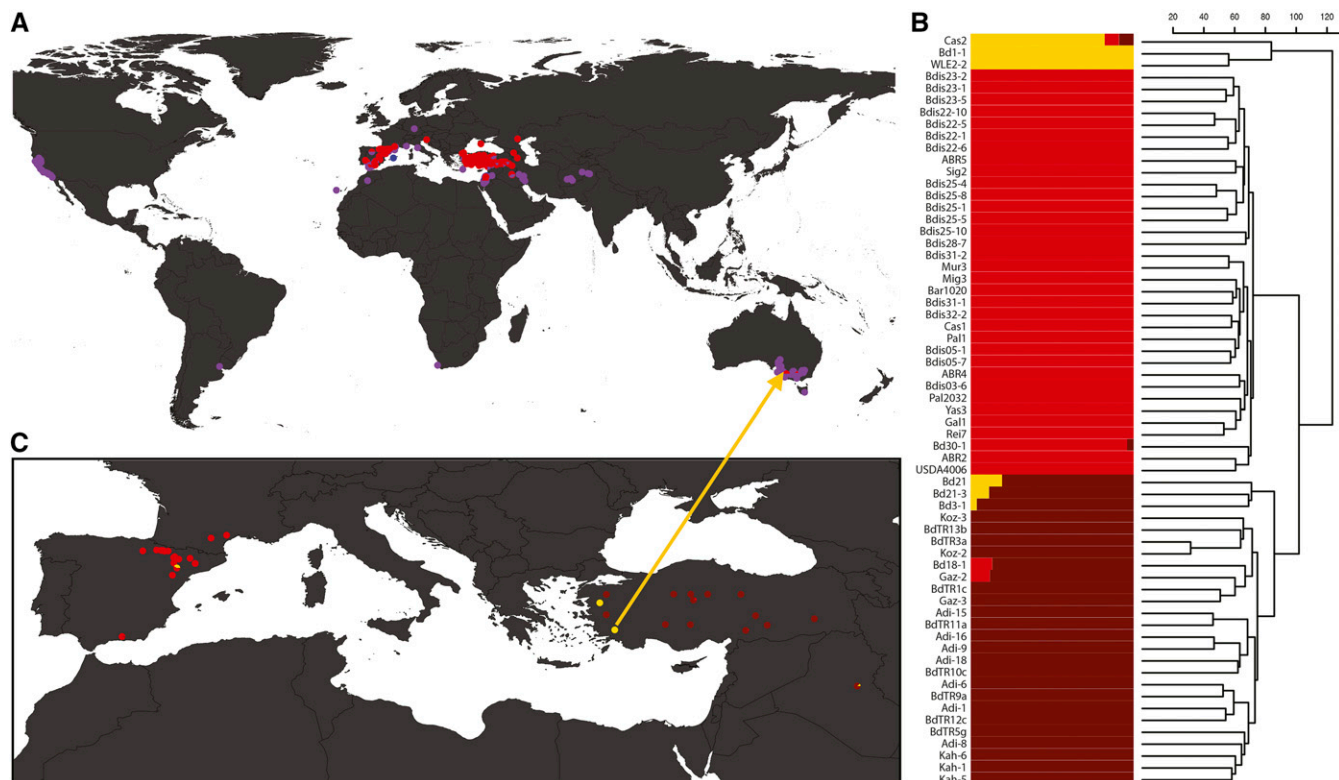 A
B
20 40 60 80 100 120
Cas2
Bd1-1
WLE2-2
Bdis23-2
Bdis23-1
Bdis23-5
Bdis22-10
Bdis22-5
Bdis22-1
Bdis22-6
ABR5
Sig2
Bdis25-4
Bdis25-8
Bdis25-1
Bdis25-5
Bdis25-10
Bdis28-7
Bdis31-2
Mur3
Mig3
Bar1020
Bdis31-1
Bdis32-2
Cas1
Pal1
Bdis05-1
Bdis05-7
ABR4
Bdis03-6
Pal2032
Yas3
Gal1
Rei7
Bd30-1
ABR2
USDA4006
Bd21
Bd21-3
Bd3-1
Koz-3
BdTR13b
BdTR3a
Koz-2
Bd18-1
Gaz-2
BdTR1c
Gaz-3
Adi-15
BdTR11a
Adi-16
Adi-9
Adi-18
BdTR10c
Adi-6
BdTR9a
Adi-1
BdTR12c
BdTR5g
Adi-8
Kah-6
Kah-1
Kah-5
C